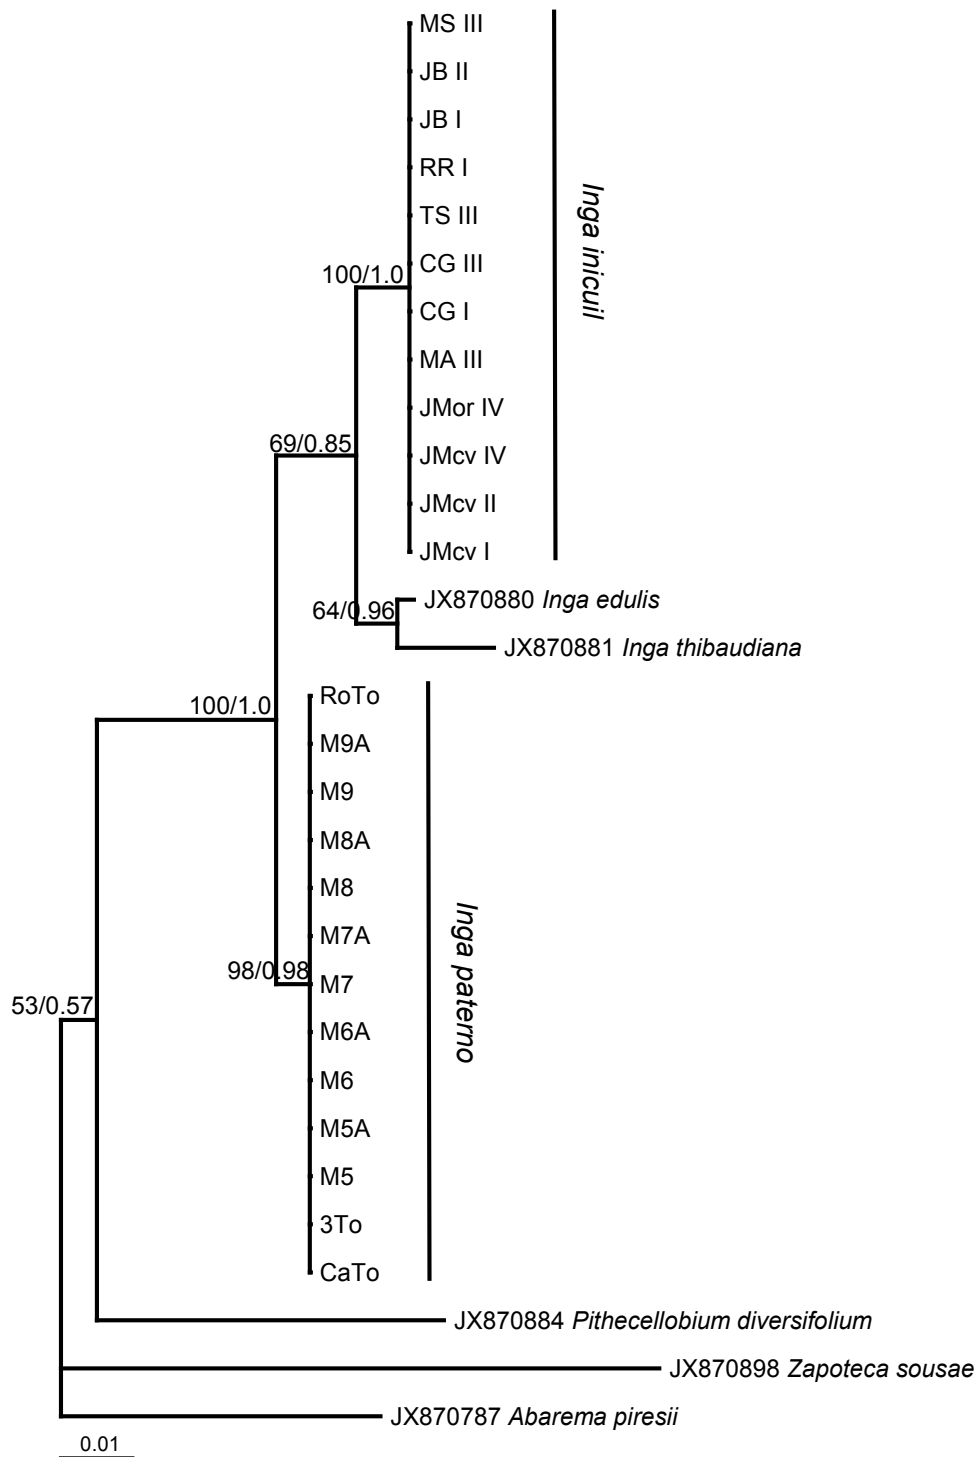 MS III
JB II
JB I
RR I
TS III
CG III
CG I
MA III
JMor IV
JMcv IV
JMcv II
JMcv I
Inga inicuil
100/1.0
69/0.85
64/0.96
JX870880 Inga edulis
JX870881 Inga thibaudiana
100/1.0
RoTo
M9A
M9
M8A
M8
M7A
M7
M6A
M6
M5A
M5
3To
CaTo
Inga paterno
98/0.98
53/0.57
JX870884 Pithecellobium diversifolium
JX870898 Zapoteca sousae
JX870787 Abarema piresii
0.01